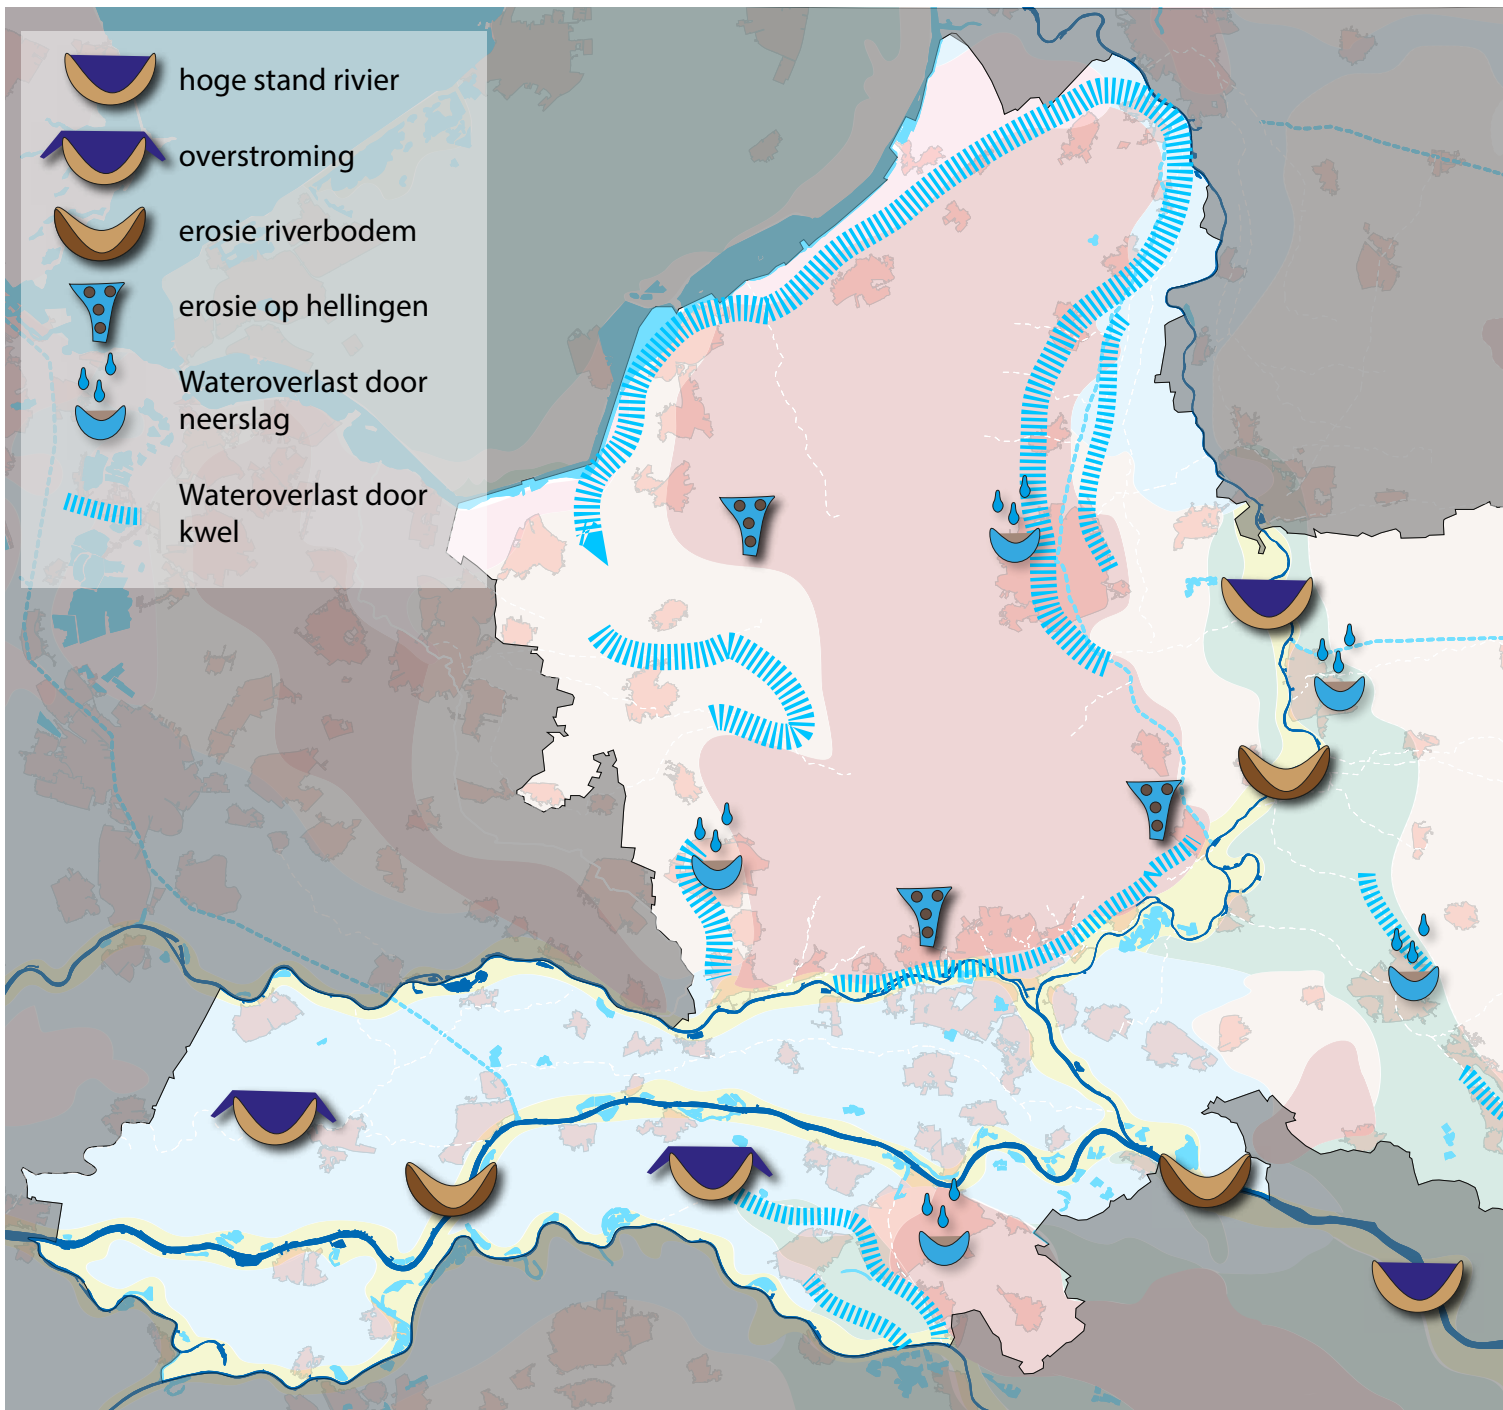 hoge stand rivier
overstroming
erosie riverbodem
erosie op hellingen
Wateroverlast door
neerslag
Wateroverlast door
kwel